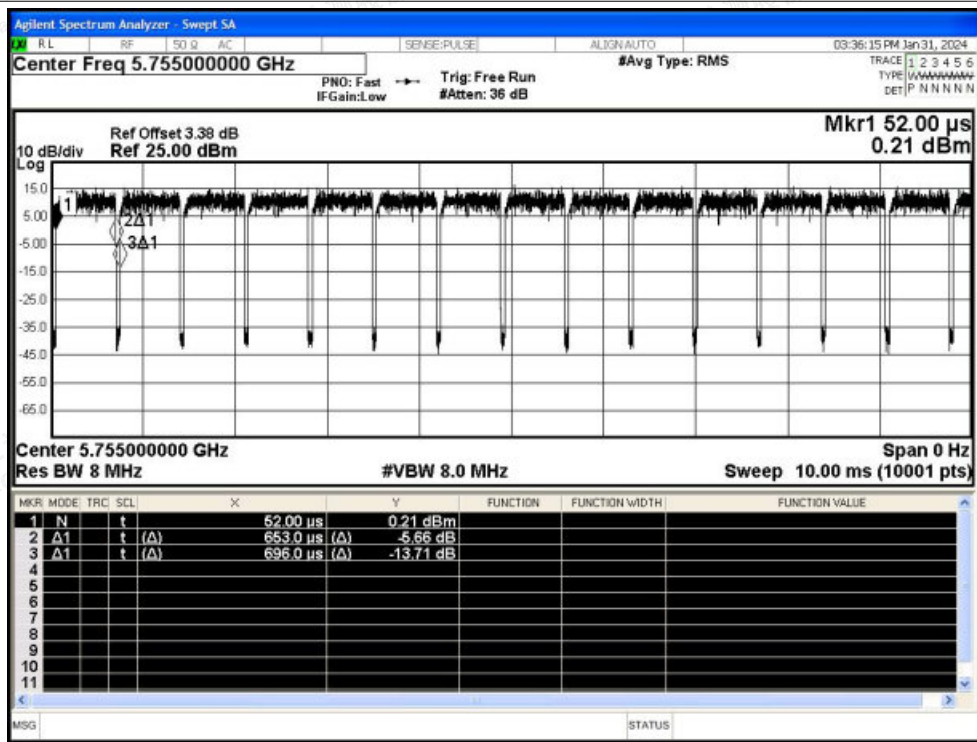 Agilent Spectrum Analyzer - Swept SA
LXI RL RF 50 Ω AC SENSE:PULSE ALIGNAUTO 03:36:15 PM Jan 31, 2024
Center Freq 5.755000000 GHz #Avg Type: RMS TRACE 1 2 3 4 5 6
PNO: Fast Trig: Free Run TYPE WWWWWW
IFGain:Low #Atten: 36 dB DET P N N N N N
Mkr1 52.00 µs
Ref Offset 3.38 dB
10 dB/div Ref 25.00 dBm 0.21 dBm
Log
15.0
1
5.00
2Δ1
-5.00
3Δ1
-15.0
-25.0
-35.0
-45.0
-55.0
-65.0
Center 5.755000000 GHz Span 0 Hz
Res BW 8 MHz #VBW 8.0 MHz Sweep 10.00 ms (10001 pts)
MKR MODE TRC SCL X Y FUNCTION FUNCTION WIDTH FUNCTION VALUE
1 N t 52.00 µs 0.21 dBm
2 Δ1 t (Δ) 653.0 µs (Δ) -5.66 dB
3 Δ1 t (Δ) 696.0 µs (Δ) -13.71 dB
4
5
6
7
8
9
10
11
MSG STATUS